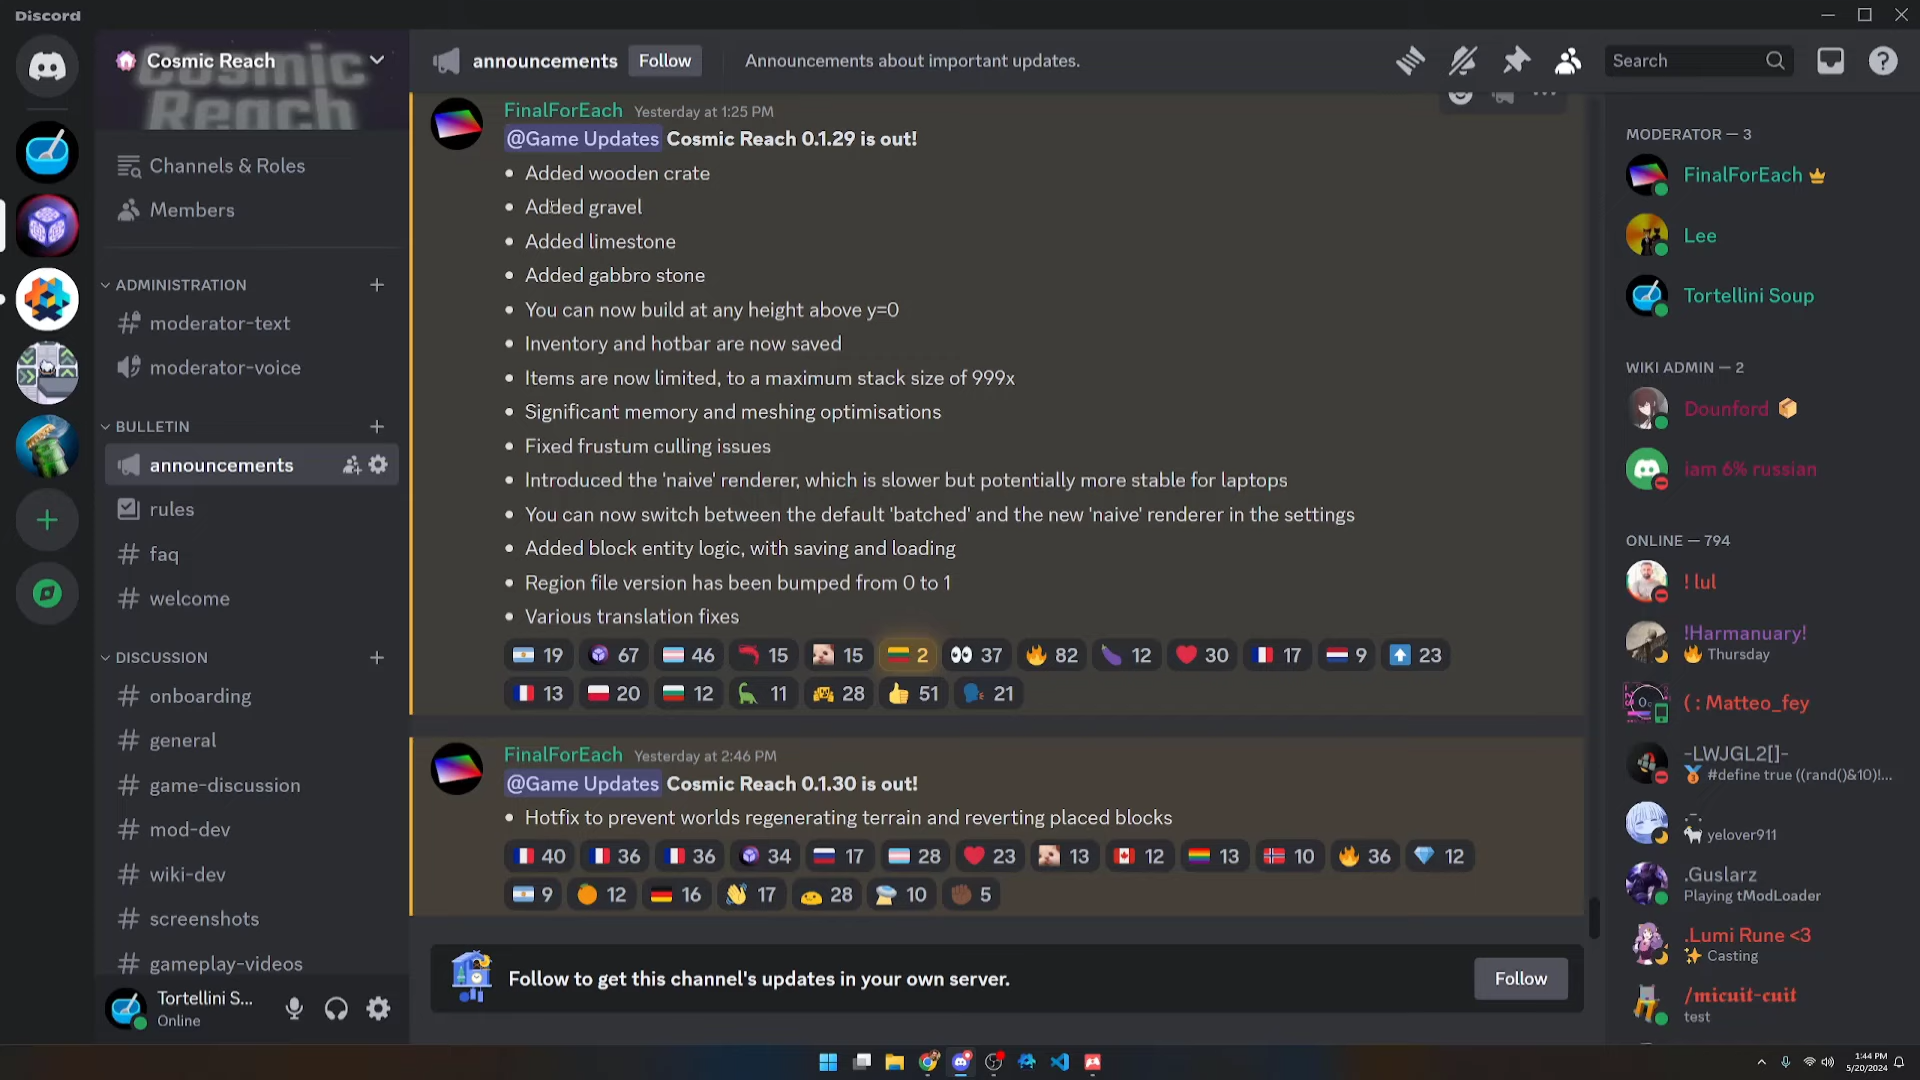 Discord
Cosmic Reach
Cosmic
Reach
Channels & Roles
Members
ADMINISTRATION
moderator-text
moderator-voice
BULLETIN
announcements
rules
faq
welcome
DISCUSSION
onboarding
general
game-discussion
mod-dev
wiki-dev
screenshots
gameplay-videos
Tortellini S...
Online
announcements
Follow
Announcements about important updates.
Search
FinalForEach Yesterday at 1:25 PM
@Game Updates Cosmic Reach 0.1.29 is out!
• Added wooden crate
• Added gravel
• Added limestone
• Added gabbro stone
• You can now build at any height above y=0
• Inventory and hotbar are now saved
• Items are now limited, to a maximum stack size of 999x
• Significant memory and meshing optimisations
• Fixed frustum culling issues
• Introduced the 'naive' renderer, which is slower but potentially more stable for laptops
• You can now switch between the default 'batched' and the new 'naive' renderer in the settings
• Added block entity logic, with saving and loading
• Region file version has been bumped from 0 to 1
• Various translation fixes
19 67 46 15 15 2 37 82 12 30 17 9 23
13 20 12 11 28 51 21
FinalForEach Yesterday at 2:46 PM
@Game Updates Cosmic Reach 0.1.30 is out!
• Hotfix to prevent worlds regenerating terrain and reverting placed blocks
40 36 36 34 17 28 23 13 12 13 10 36 12
9 12 16 17 28 10 5
Follow to get this channel's updates in your own server.
Follow
MODERATOR — 3
FinalForEach
Lee
Tortellini Soup
WIKI ADMIN — 2
Dounford
iam 6% russian
ONLINE — 794
! lul
!Harmanuary!
Thursday
( : Matteo_fey
-LWJGL2[]-
#define true ((rand()&10)!...
yelover911
.Guslarz
Playing tModLoader
.Lumi Rune <3
Casting
/micuit-cuit
test
1:44 PM
5/20/2024